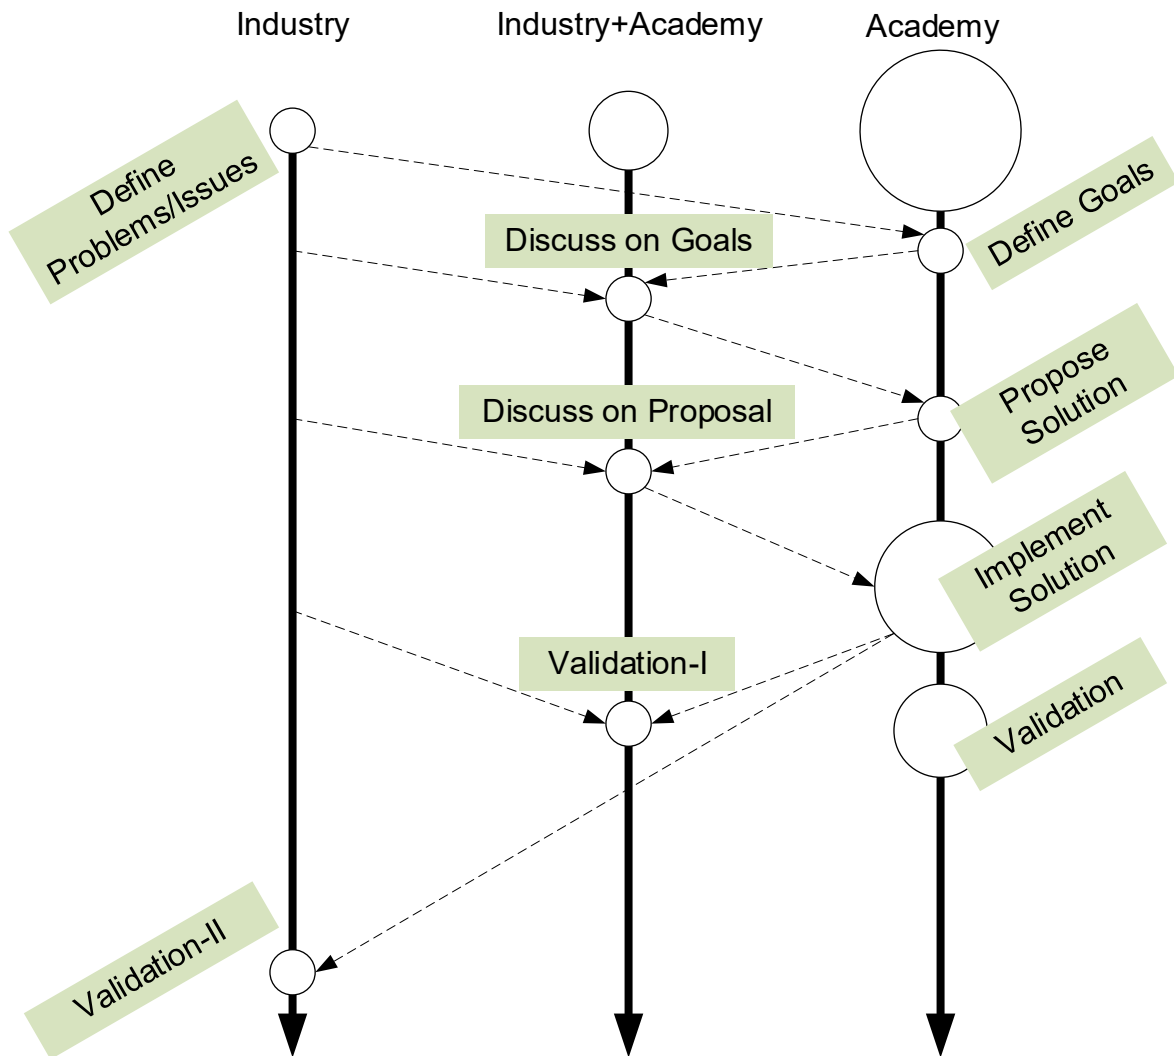 Industry
Industry+Academy
Academy
Define
Problems/Issues
Discuss on Goals
Define Goals
Propose
Solution
Discuss on Proposal
Implement
Solution
Validation-I
Validation
Validation-II